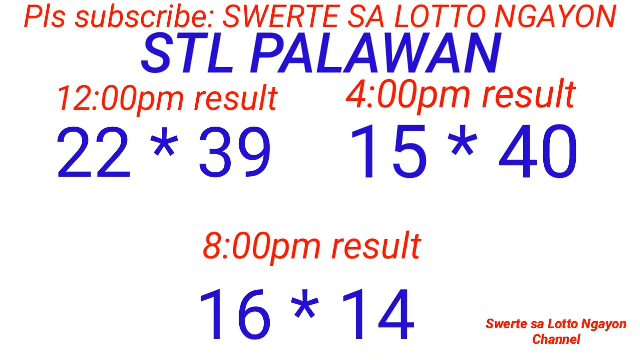 Pls subscribe: SWERTE SA LOTTO NGAYON
STL PALAWAN
12:00pm result
22 * 39
4:00pm result
15 * 40
8:00pm result
16 * 14
Swerte sa Lotto Ngayon
Channel